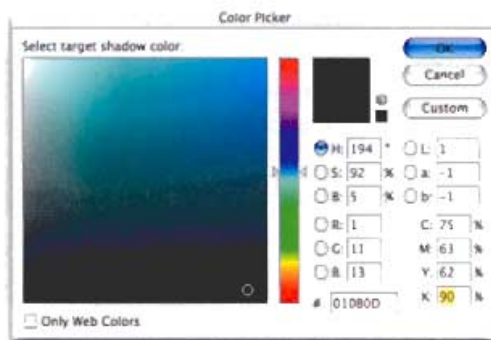 Color Picker
Select target shadow color:
OK
Cancel
Custom
H: 194 °
S: 92 %
B: 5 %
R: 1
G: 11
B: 13
# 01080D
L: 1
a: -1
b: -1
C: 75 %
M: 63 %
Y: 62 %
K: 90 %
Only Web Colors